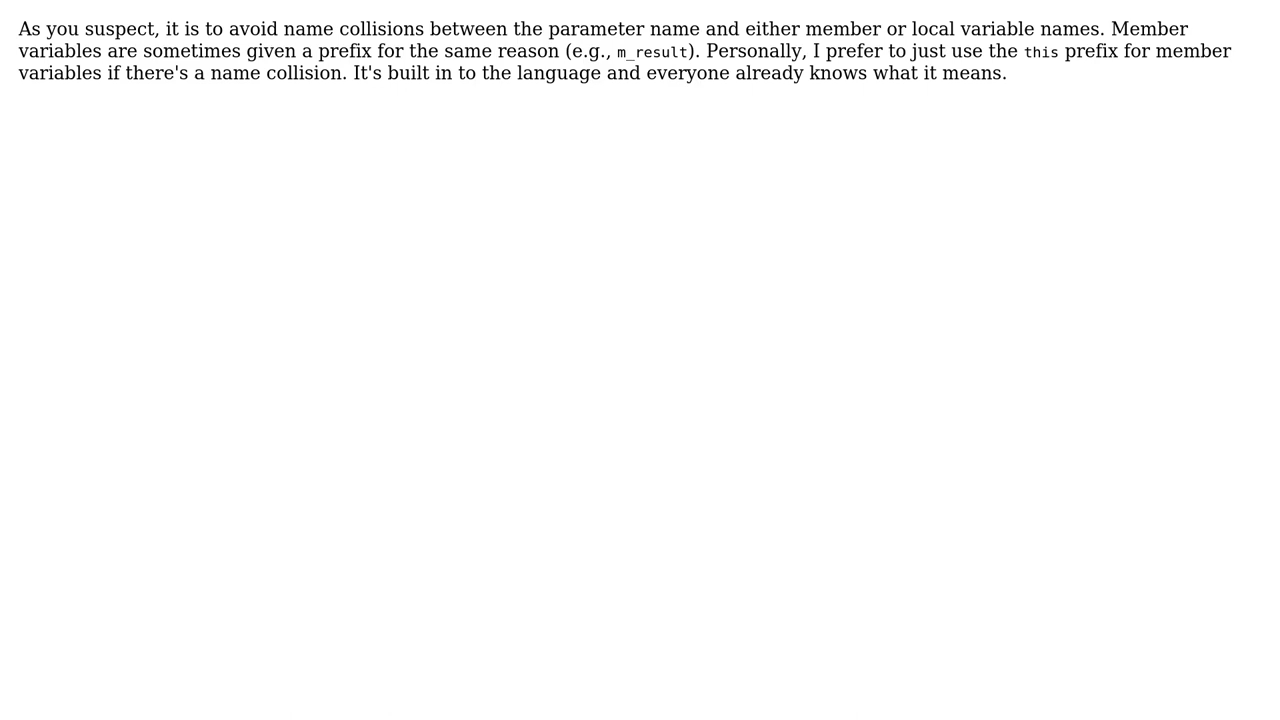 As you suspect, it is to avoid name collisions between the parameter name and either member or local variable names. Member
variables are sometimes given a prefix for the same reason (e.g., m_result). Personally, I prefer to just use the this prefix for member
variables if there's a name collision. It's built in to the language and everyone already knows what it means.